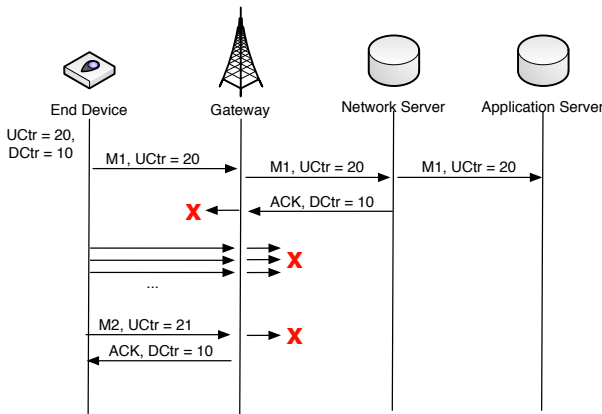 End Device
Gateway
Network Server
Application Server
UCtr = 20,
DCtr = 10
M1, UCtr = 20
M1, UCtr = 20
M1, UCtr = 20
ACK, DCtr = 10
X
X
...
M2, UCtr = 21
X
ACK, DCtr = 10